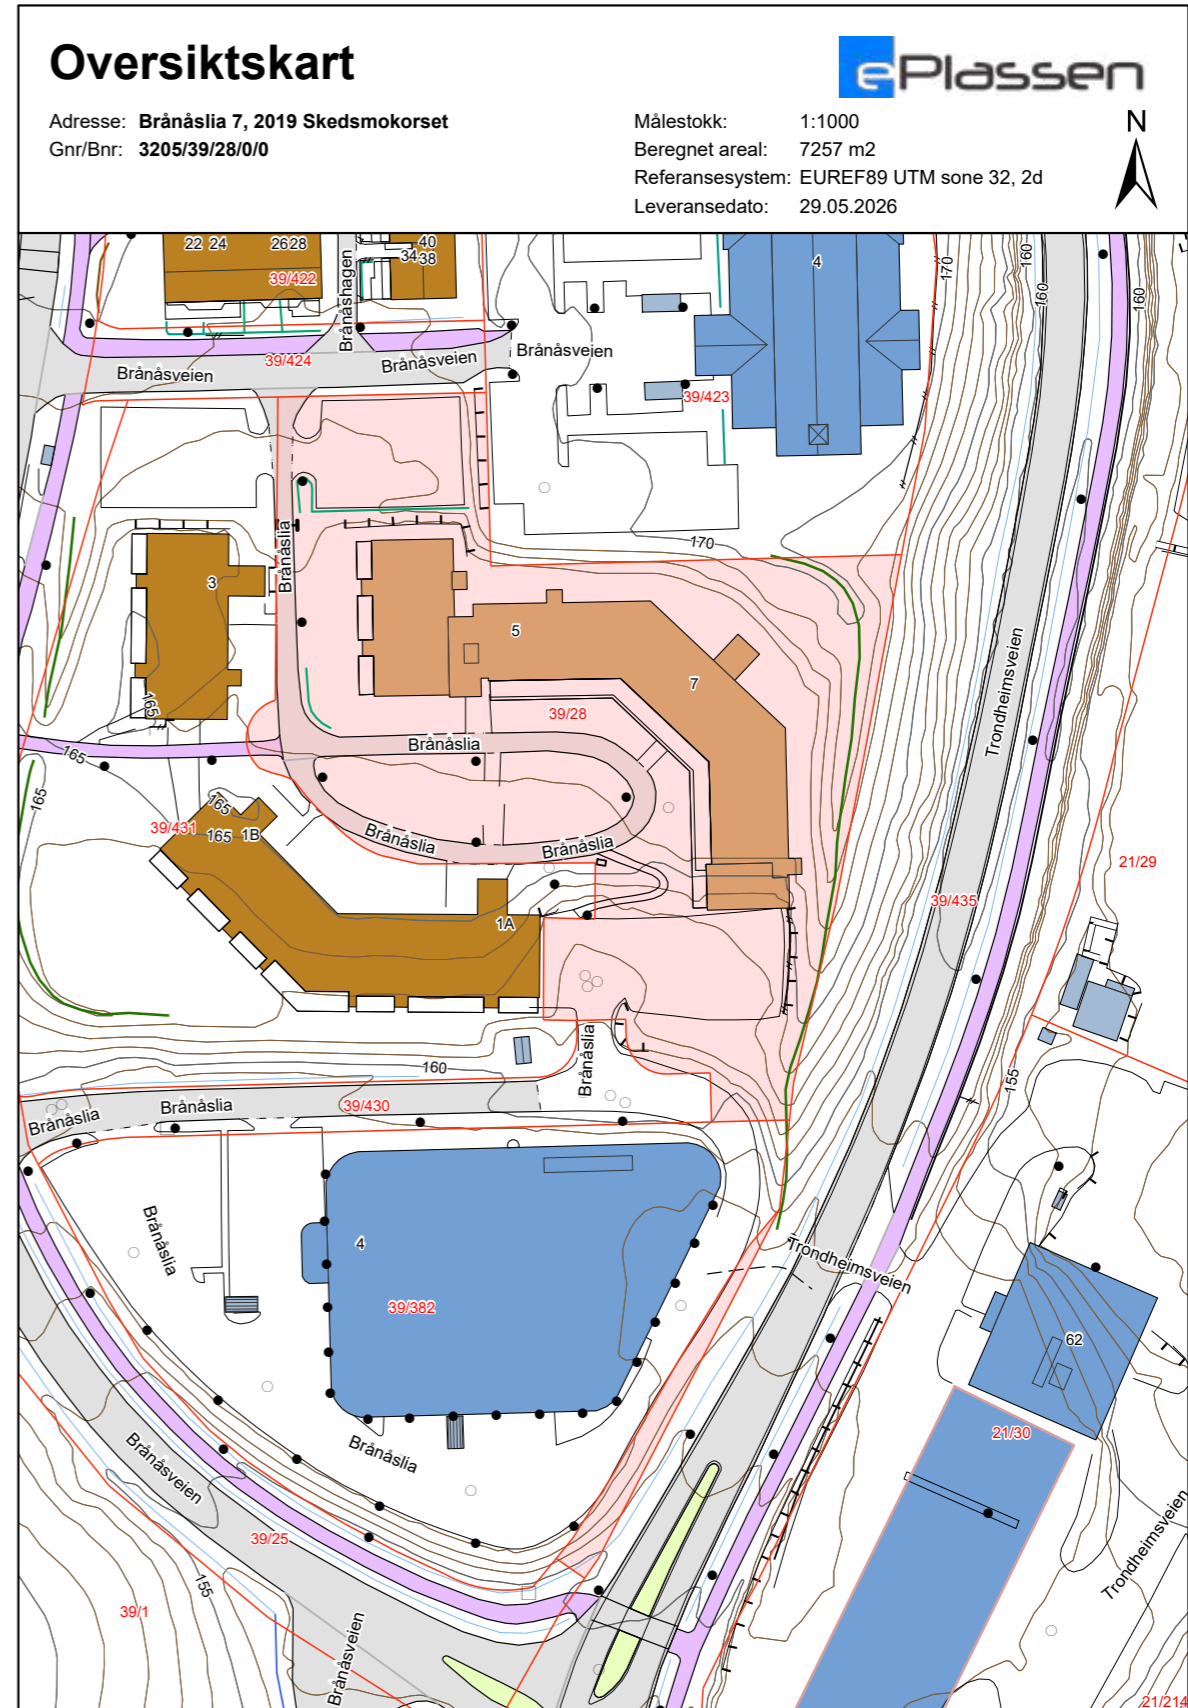 Oversiktskart
ePlassen
Adresse: Brånåslia 7, 2019 Skedsmokorset
Gnr/Bnr: 3205/39/28/0/0
Målestokk: 1:1000
Beregnet areal: 7257 m2
Referansesystem: EUREF89 UTM sone 32, 2d
Leveransedato: 29.05.2026
N
22 24 26 28
40
34 38
39/422
Brånåshagen
4
170
160
160
160
39/424
Brånåsveien
Brånåsveien
Brånåsveien
39/423
170
Brånåslia
3
5
7
Trondheimsveien
165
39/28
Brånåslia
165
165
165
39/431
165 1B
Brånåslia
Brånåslia
21/29
39/435
1A
160
Brånåslia
155
Brånåslia
Brånåslia
39/430
Brånåslia
4
39/382
Trondheimsveien
62
21/30
Brånåslia
Brånåsveien
39/25
155
39/1
Brånåsveien
Trondheimsveien
21/214